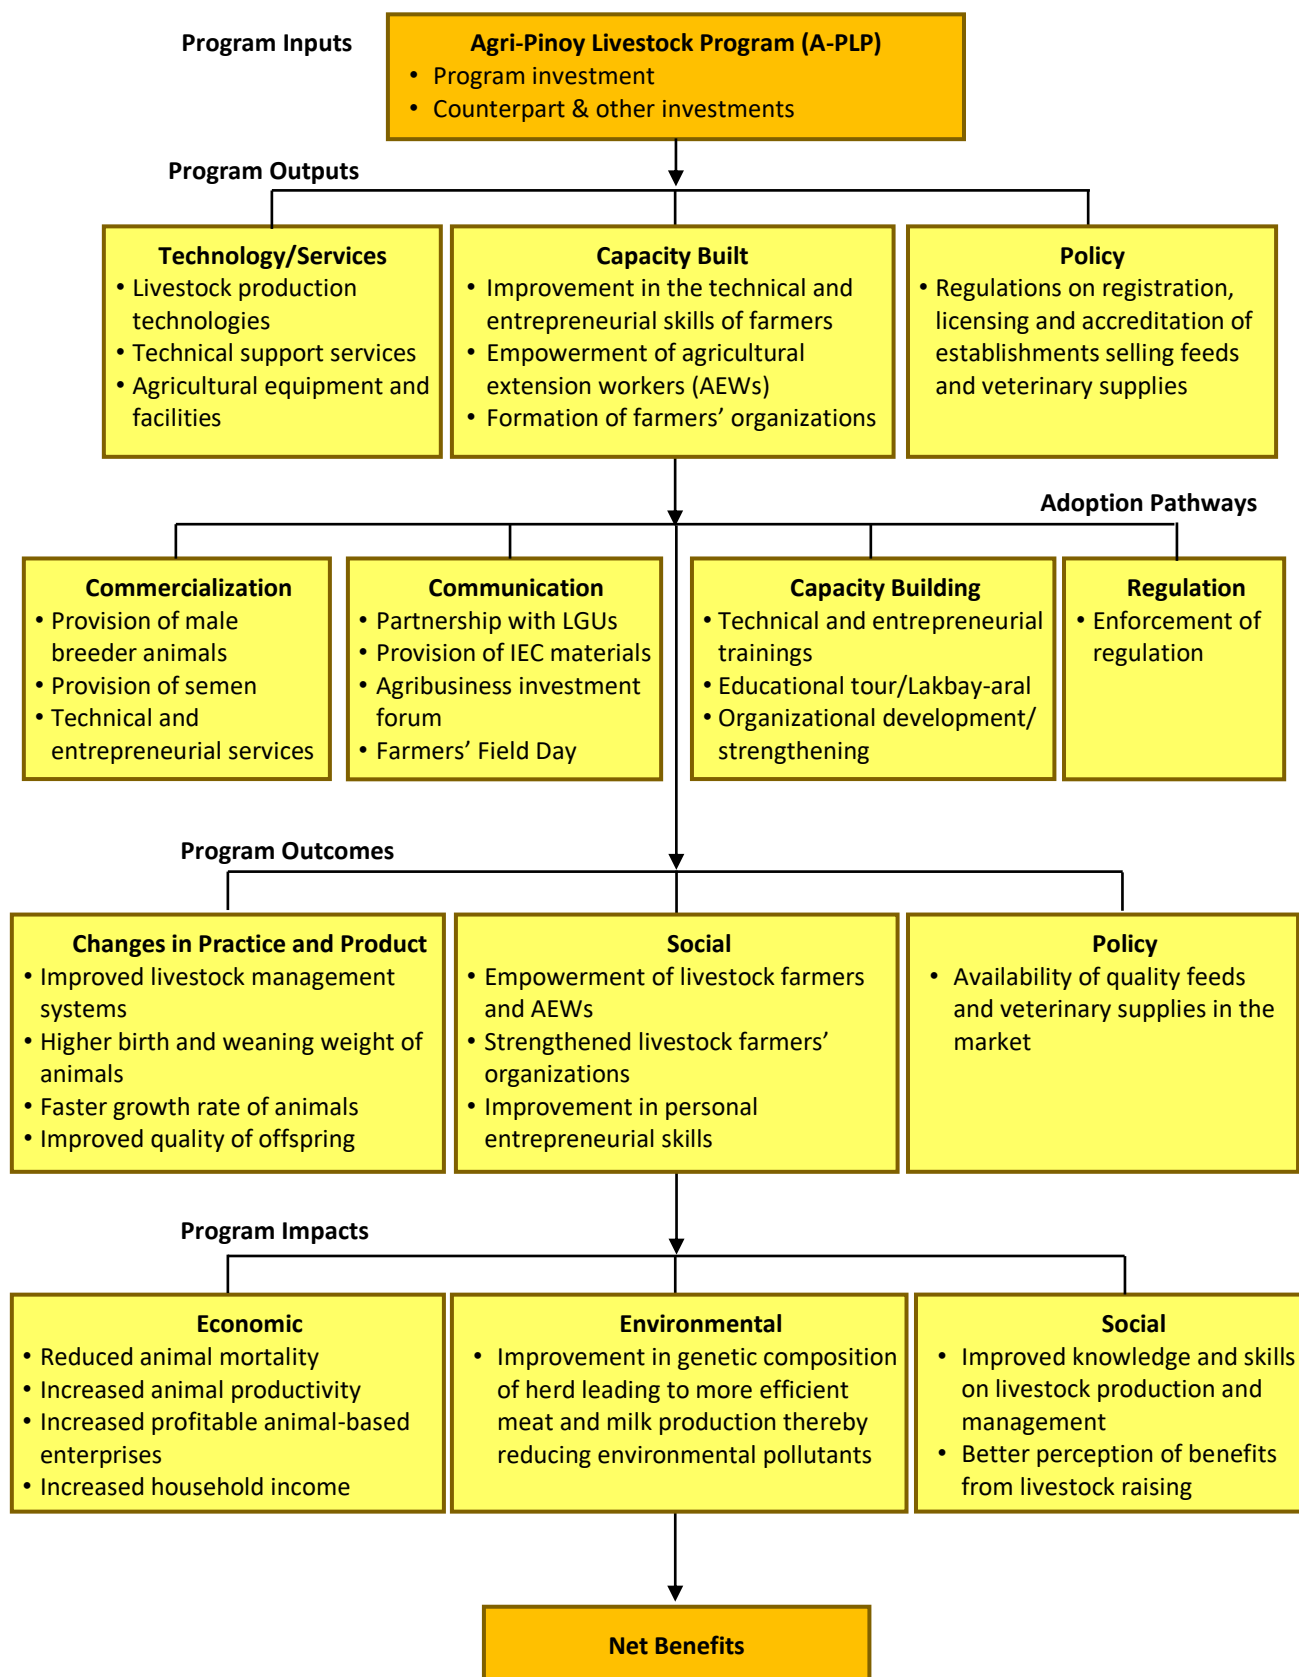 Program Inputs
Agri-Pinoy Livestock Program (A-PLP)
• Program investment
• Counterpart & other investments
Program Outputs
Technology/Services
• Livestock production
technologies
• Technical support services
• Agricultural equipment and
facilities
Capacity Built
• Improvement in the technical and
entrepreneurial skills of farmers
• Empowerment of agricultural
extension workers (AEWs)
• Formation of farmers’ organizations
Policy
• Regulations on registration,
licensing and accreditation of
establishments selling feeds
and veterinary supplies
Adoption Pathways
Commercialization
• Provision of male
breeder animals
• Provision of semen
• Technical and
entrepreneurial services
Communication
• Partnership with LGUs
• Provision of IEC materials
• Agribusiness investment
forum
• Farmers’ Field Day
Capacity Building
• Technical and entrepreneurial
trainings
• Educational tour/Lakbay-aral
• Organizational development/
strengthening
Regulation
• Enforcement of
regulation
Program Outcomes
Changes in Practice and Product
• Improved livestock management
systems
• Higher birth and weaning weight of
animals
• Faster growth rate of animals
• Improved quality of offspring
Social
• Empowerment of livestock farmers
and AEWs
• Strengthened livestock farmers’
organizations
• Improvement in personal
entrepreneurial skills
Policy
• Availability of quality feeds
and veterinary supplies in the
market
Program Impacts
Economic
• Reduced animal mortality
• Increased animal productivity
• Increased profitable animal-based
enterprises
• Increased household income
Environmental
• Improvement in genetic composition
of herd leading to more efficient
meat and milk production thereby
reducing environmental pollutants
Social
• Improved knowledge and skills
on livestock production and
management
• Better perception of benefits
from livestock raising
Net Benefits